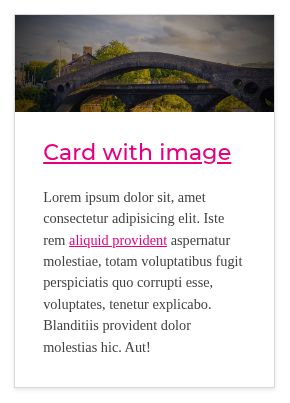 Card with image
Lorem ipsum dolor sit, amet
consectetur adipisicing elit. Iste
rem aliquid provident aspernatur
molestiae, totam voluptatibus fugit
perspiciatis quo corrupti esse,
voluptates, tenetur explicabo.
Blanditiis provident dolor
molestias hic. Aut!